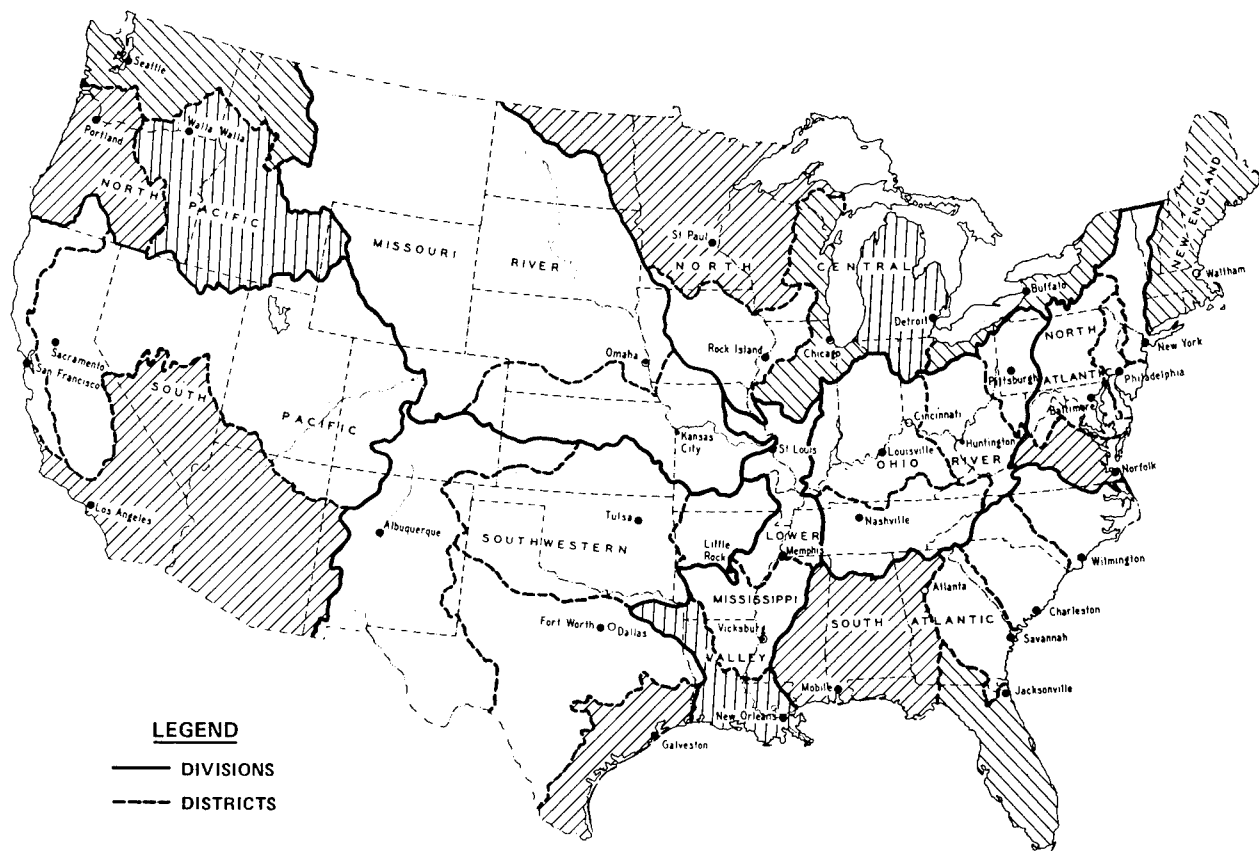 Seattle
Portland
Walla Walla
NORTH
PACIFIC
MISSOURI
RIVER
St Paul
NORTH
CENTRAL
NEW ENGLAND
Waltham
Buffalo
Detroit
Chicago
Rock Island
Omaha
NORTH
ATLANTIC
New York
Philadelphia
Pittsburgh
Baltimore
Sacramento
San Francisco
SOUTH
PACIFIC
Kansas
City
St Louis
Cincinnati
Louisville
Huntington
OHIO
RIVER
Norfolk
Los Angeles
Albuquerque
Tulsa
SOUTHWESTERN
Little
Rock
LOWER
Memphis
Nashville
Wilmington
MISSISSIPPI
Atlanta
Charleston
Fort Worth
Dallas
Vicksburg
VALLEY
SOUTH
ATLANTIC
Savannah
Mobile
Jacksonville
New Orleans
Galveston
LEGEND
DIVISIONS
DISTRICTS